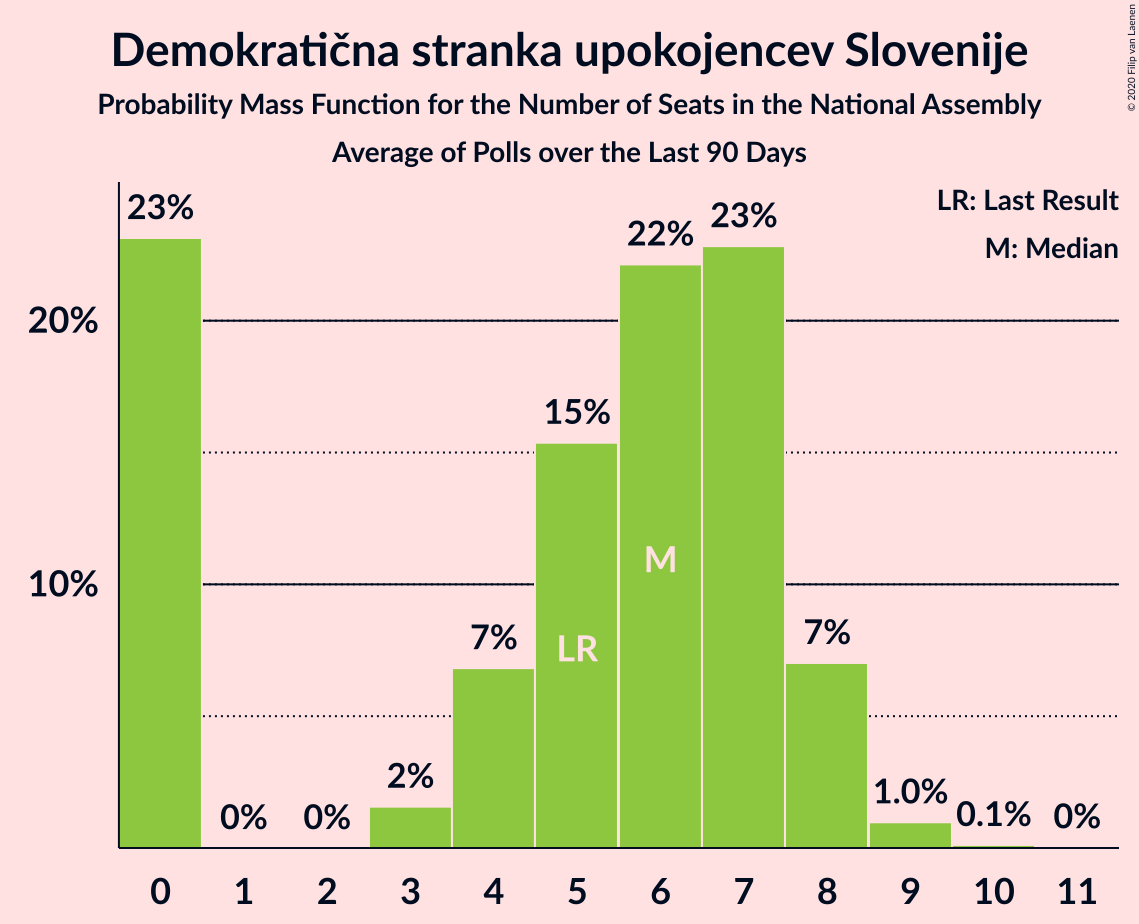 Demokratična stranka upokojencev Slovenije
Probability Mass Function for the Number of Seats in the National Assembly
Average of Polls over the Last 90 Days
© 2020 Filip van Laenen
LR: Last Result
M: Median
23%
0%
0%
2%
7%
15%
22%
23%
7%
1.0%
0.1%
0%
20%
10%
M
LR
0 1 2 3 4 5 6 7 8 9 10 11